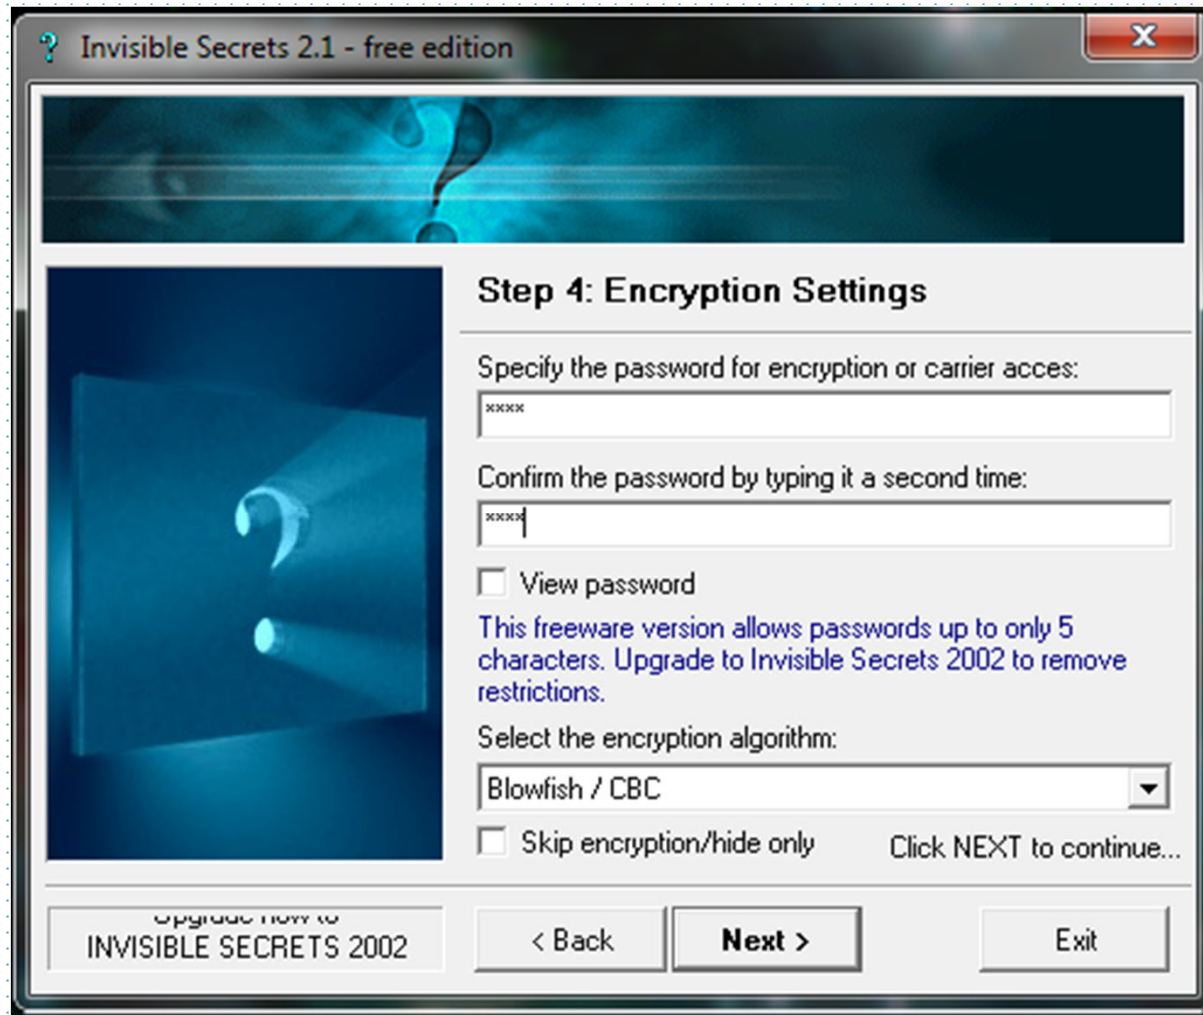 Invisible Secrets 2.1 - free edition
Step 4: Encryption Settings
Specify the password for encryption or carrier acces:
****
Confirm the password by typing it a second time:
****
View password
This freeware version allows passwords up to only 5
characters. Upgrade to Invisible Secrets 2002 to remove
restrictions.
Select the encryption algorithm:
Blowfish / CBC
Skip encryption/hide only
Click NEXT to continue...
Upgrade now to
INVISIBLE SECRETS 2002
< Back
Next >
Exit